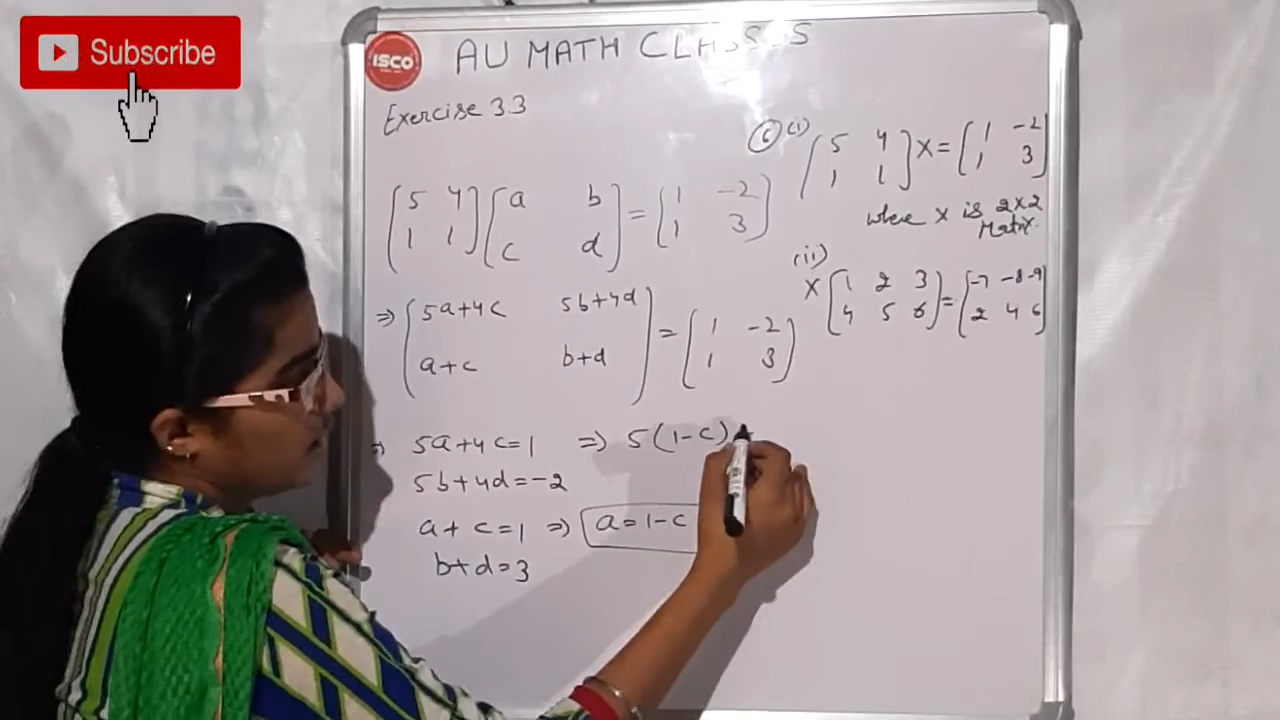 Subscribe
ISCO
AU MATH CLASSES
Exercise 3.3
[5 4
1 1] [a b
c d] = [1 -2
1 3]
⇒ [5a+4c 5b+4d
a+c b+d] = [1 -2
1 3]
⇒ 5a+4c=1 ⇒ 5(1-c)
5b+4d=-2
a+c=1 ⇒ a=1-c
b+d=3
6 (i) [5 4
1 1] X = [1 -2
1 3]
where X is 2x2
Matrix.
(ii)
X [1 2 3
4 5 6] = [-7 -8 -9
2 4 6]